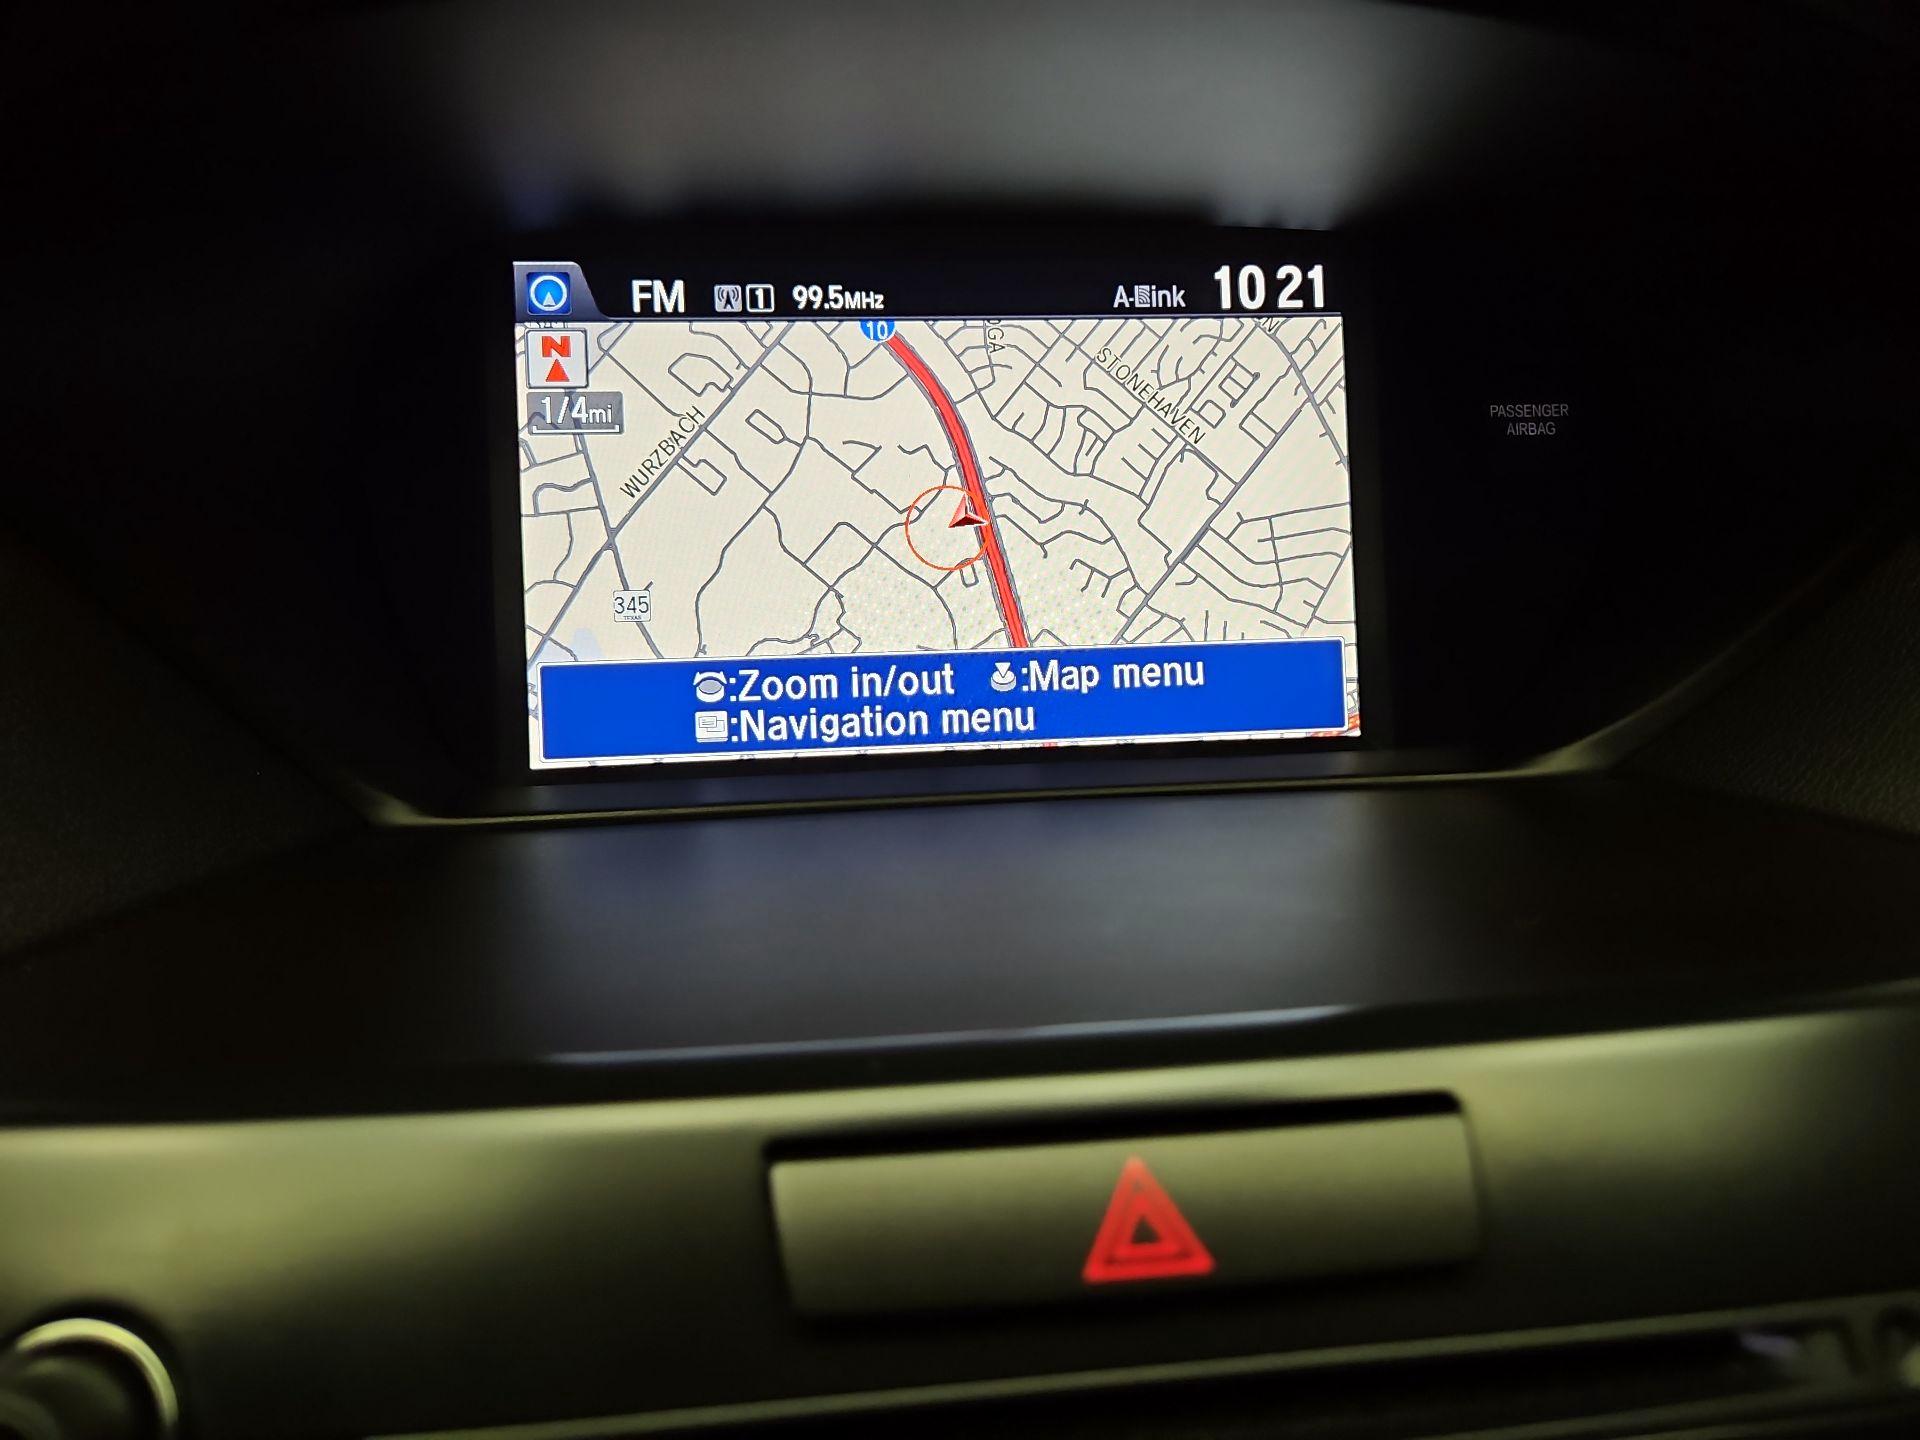 FM 1 99.5MHz A-Link 10 21
N
1/4mi
10
STONEHAVEN
WURZBACH
345
TEXAS
:Zoom in/out :Map menu
:Navigation menu
PASSENGER
AIRBAG